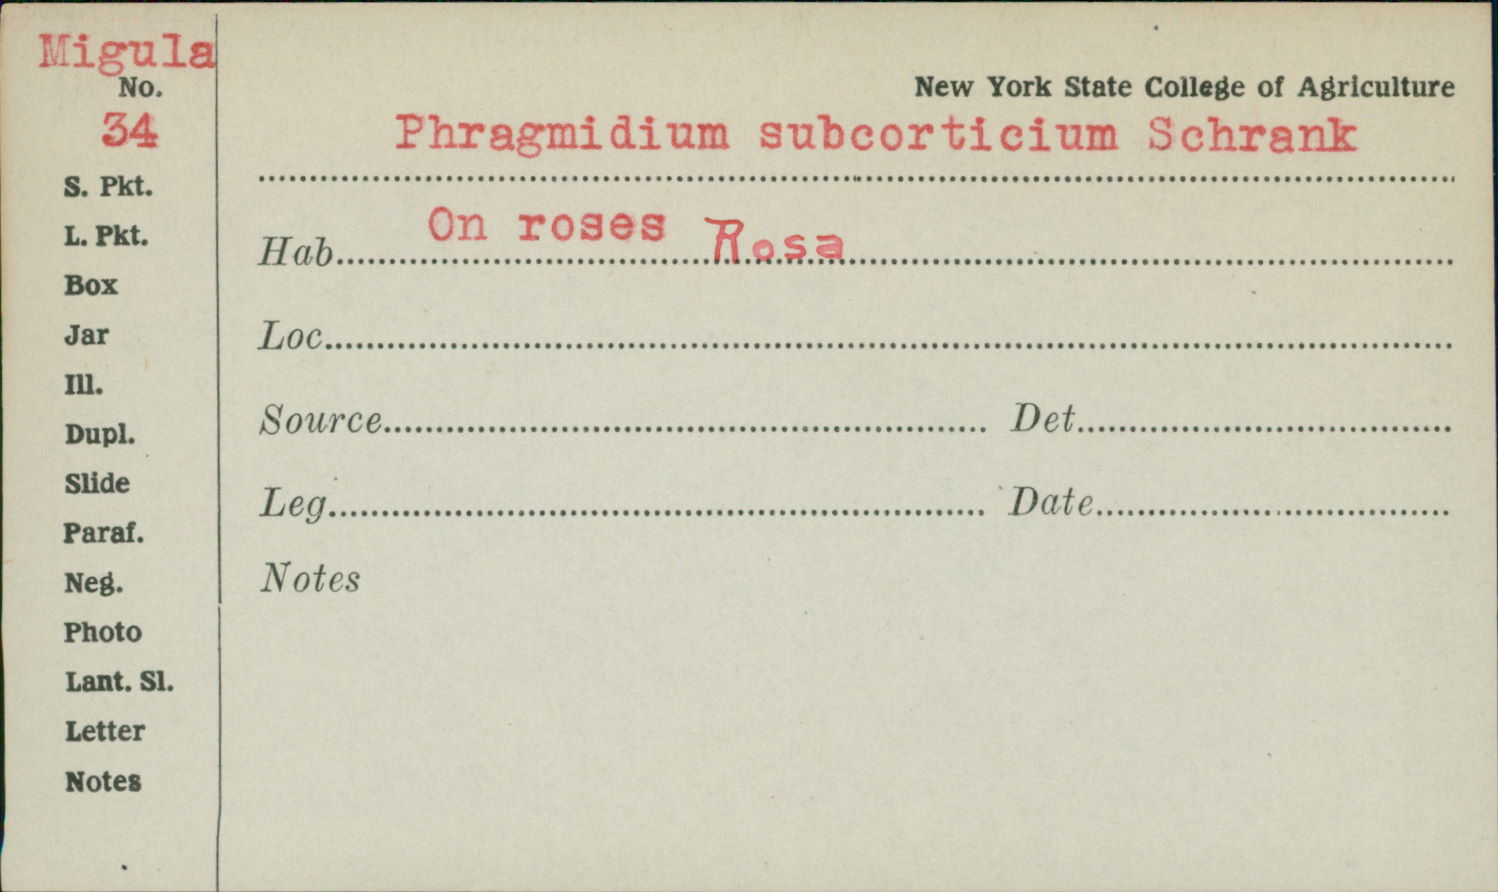 Migula
No.
34
S. Pkt.
L. Pkt.
Box
Jar
Ill.
Dupl.
Slide
Paraf.
Neg.
Photo
Lant. Sl.
Letter
Notes
New York State College of Agriculture
Phragmidium subcorticium Schrank
Hab. On roses Rosa
Loc.
Source Det.
Leg. Date
Notes